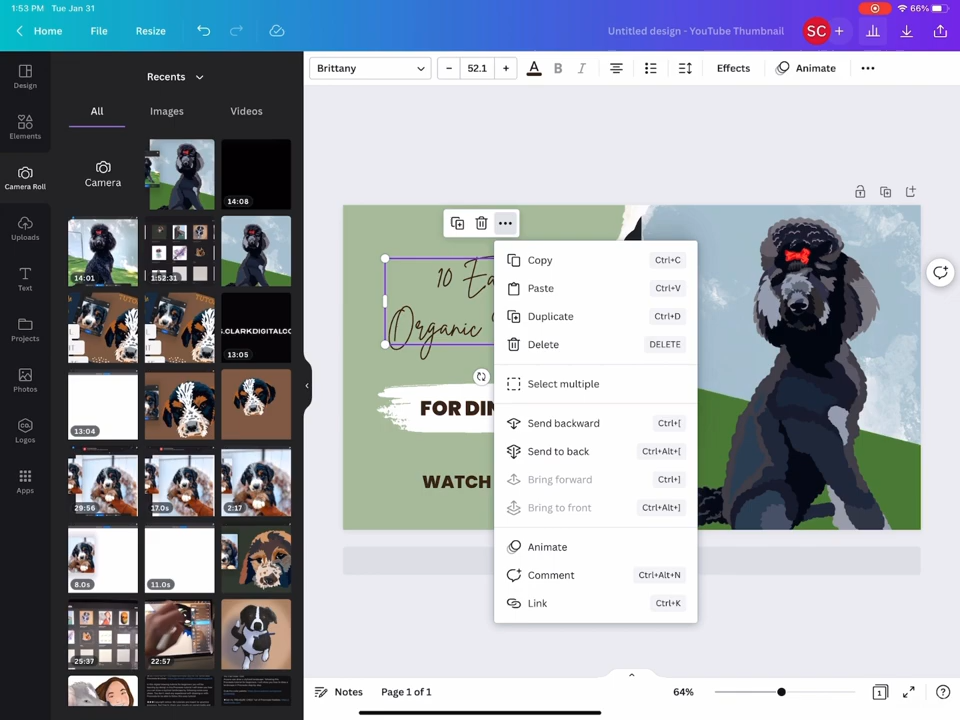 1:53 PM Tue Jan 31
66%
Home File Resize
Untitled design - YouTube Thumbnail
SC +
Design
Elements
Camera Roll
Uploads
Text
Projects
Photos
CO.
Logos
Apps
Recents
All Images Videos
Camera
14:08
14:01
1:52:31
S.CLARKDIGITALCO
13:05
13:04
29:56
17.0s
2:17
8.0s
11.0s
25:37
22:57
Brittany
− 52.1 +
A B I
Effects
Animate
10 Ea
Organic
FOR DIN
WATCH
Copy Ctrl+C
Paste Ctrl+V
Duplicate Ctrl+D
Delete DELETE
Select multiple
Send backward Ctrl+[
Send to back Ctrl+Alt+[
Bring forward Ctrl+]
Bring to front Ctrl+Alt+]
Animate
Comment Ctrl+Alt+N
Link Ctrl+K
Notes Page 1 of 1
64%
1
?